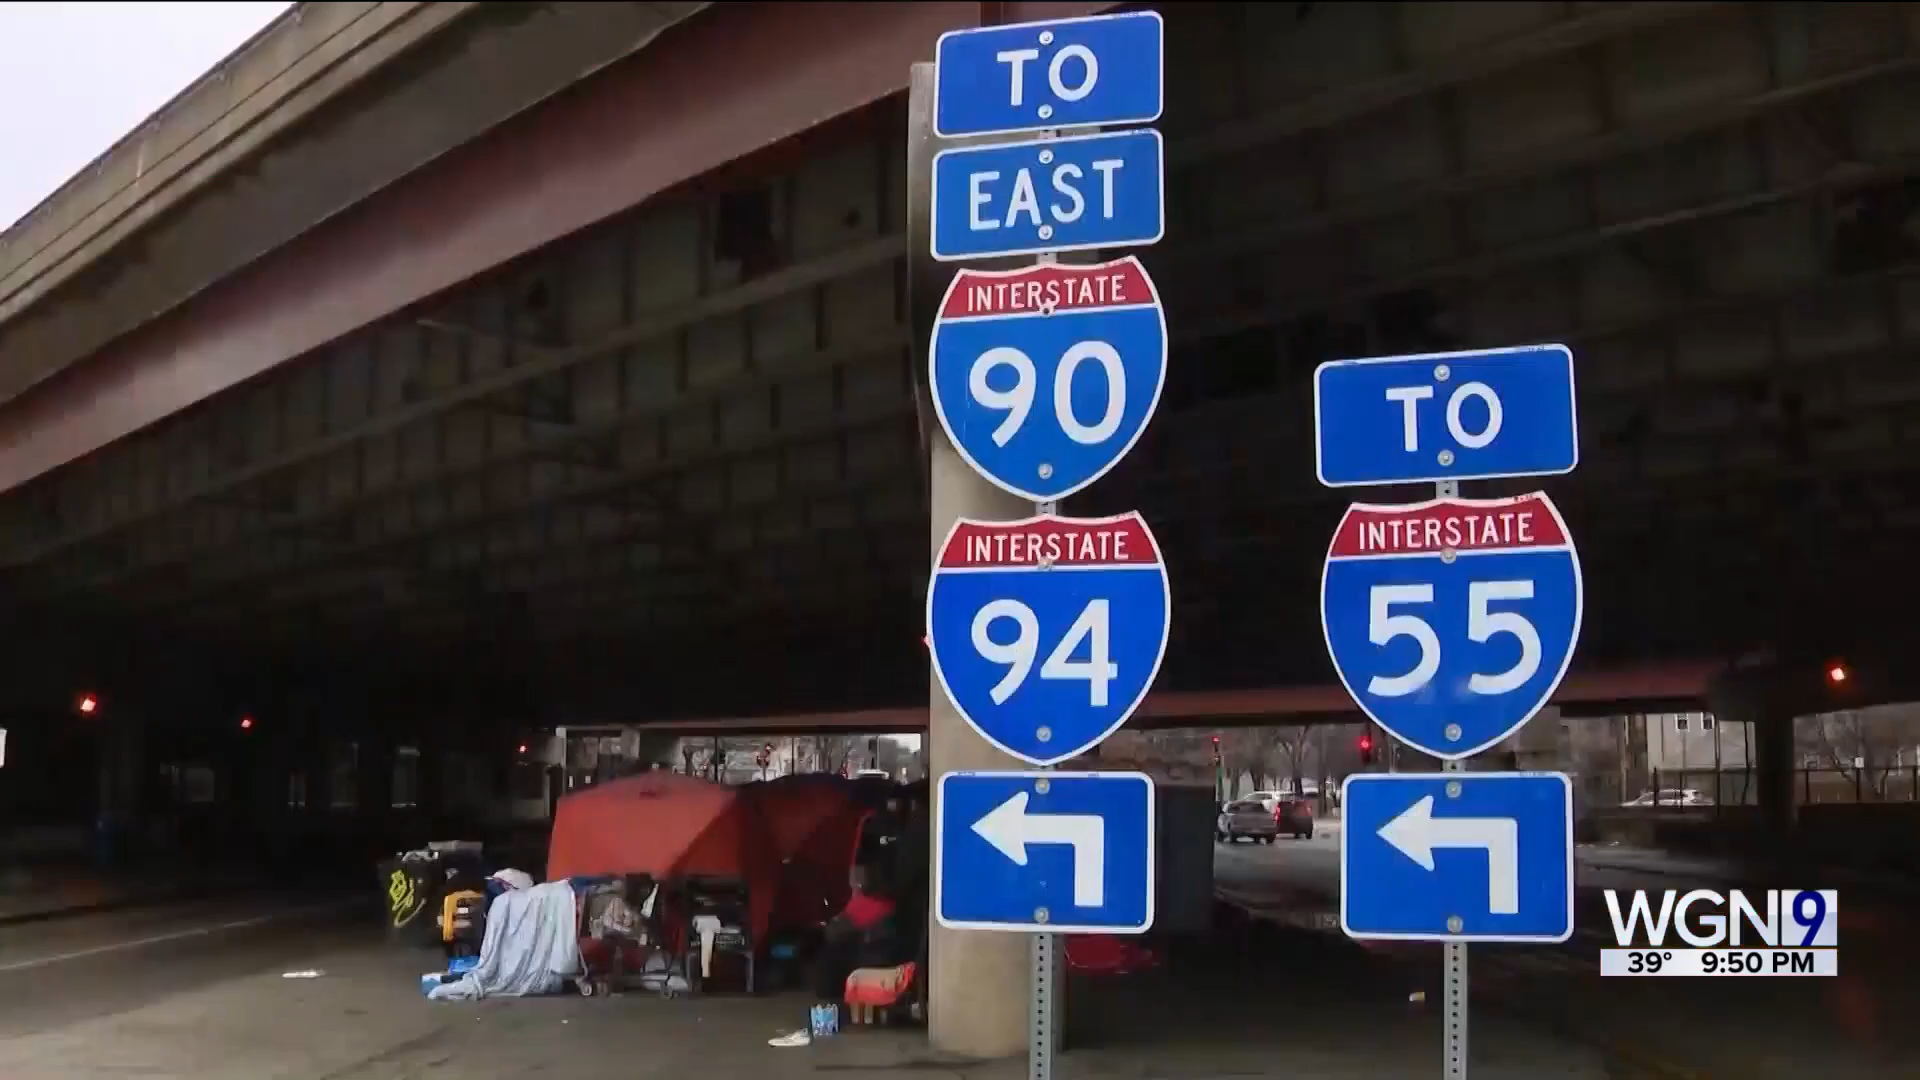 TO
EAST
INTERSTATE
90
INTERSTATE
94
TO
INTERSTATE
55
WGN9
39° 9:50 PM